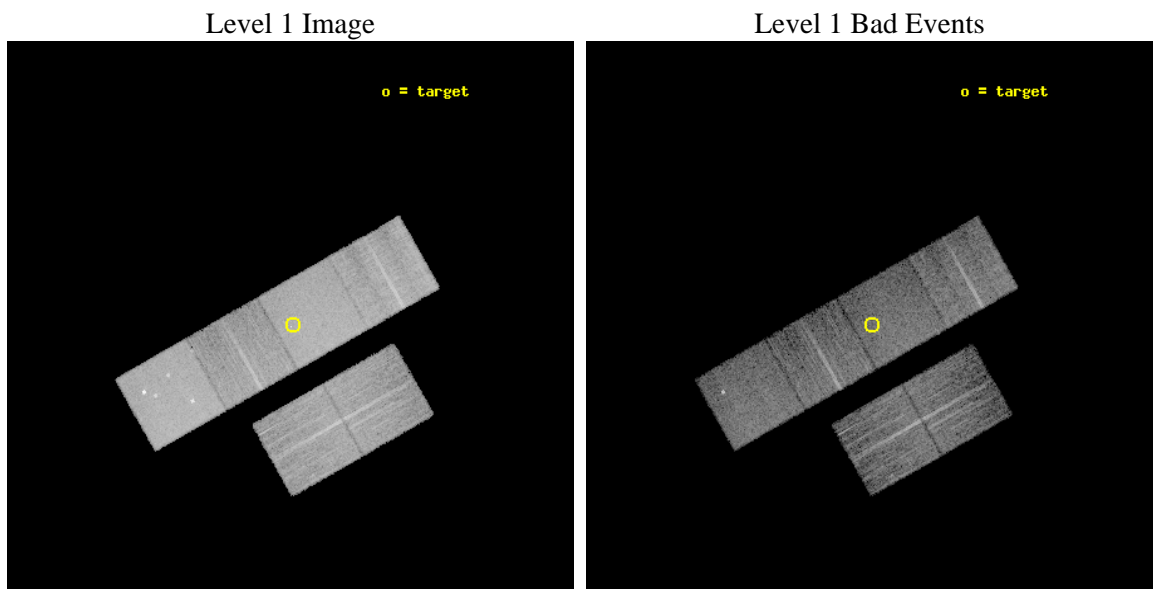 Level 1 Image
Level 1 Bad Events
o = target
o = target